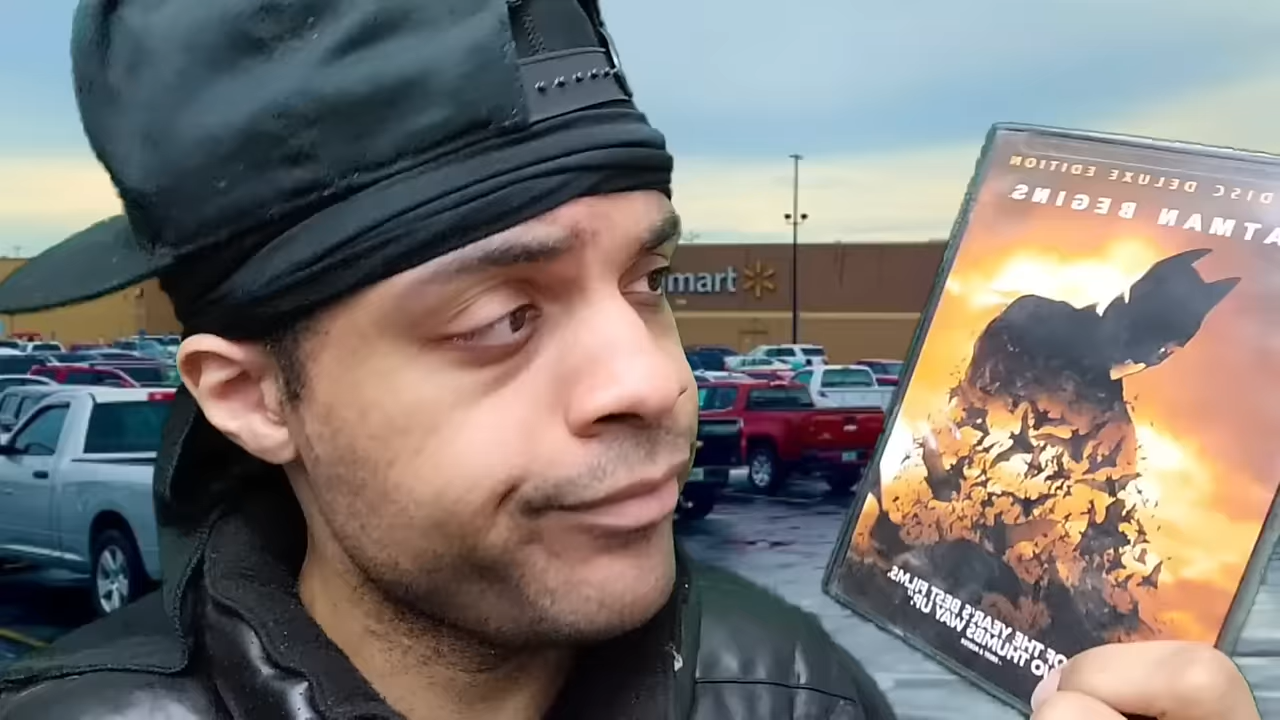 mart
DISC DELUXE EDITION
ATMAN BEGINS
OF THE YEAR'S BEST FILMS.
O THUMBS WAY UP."